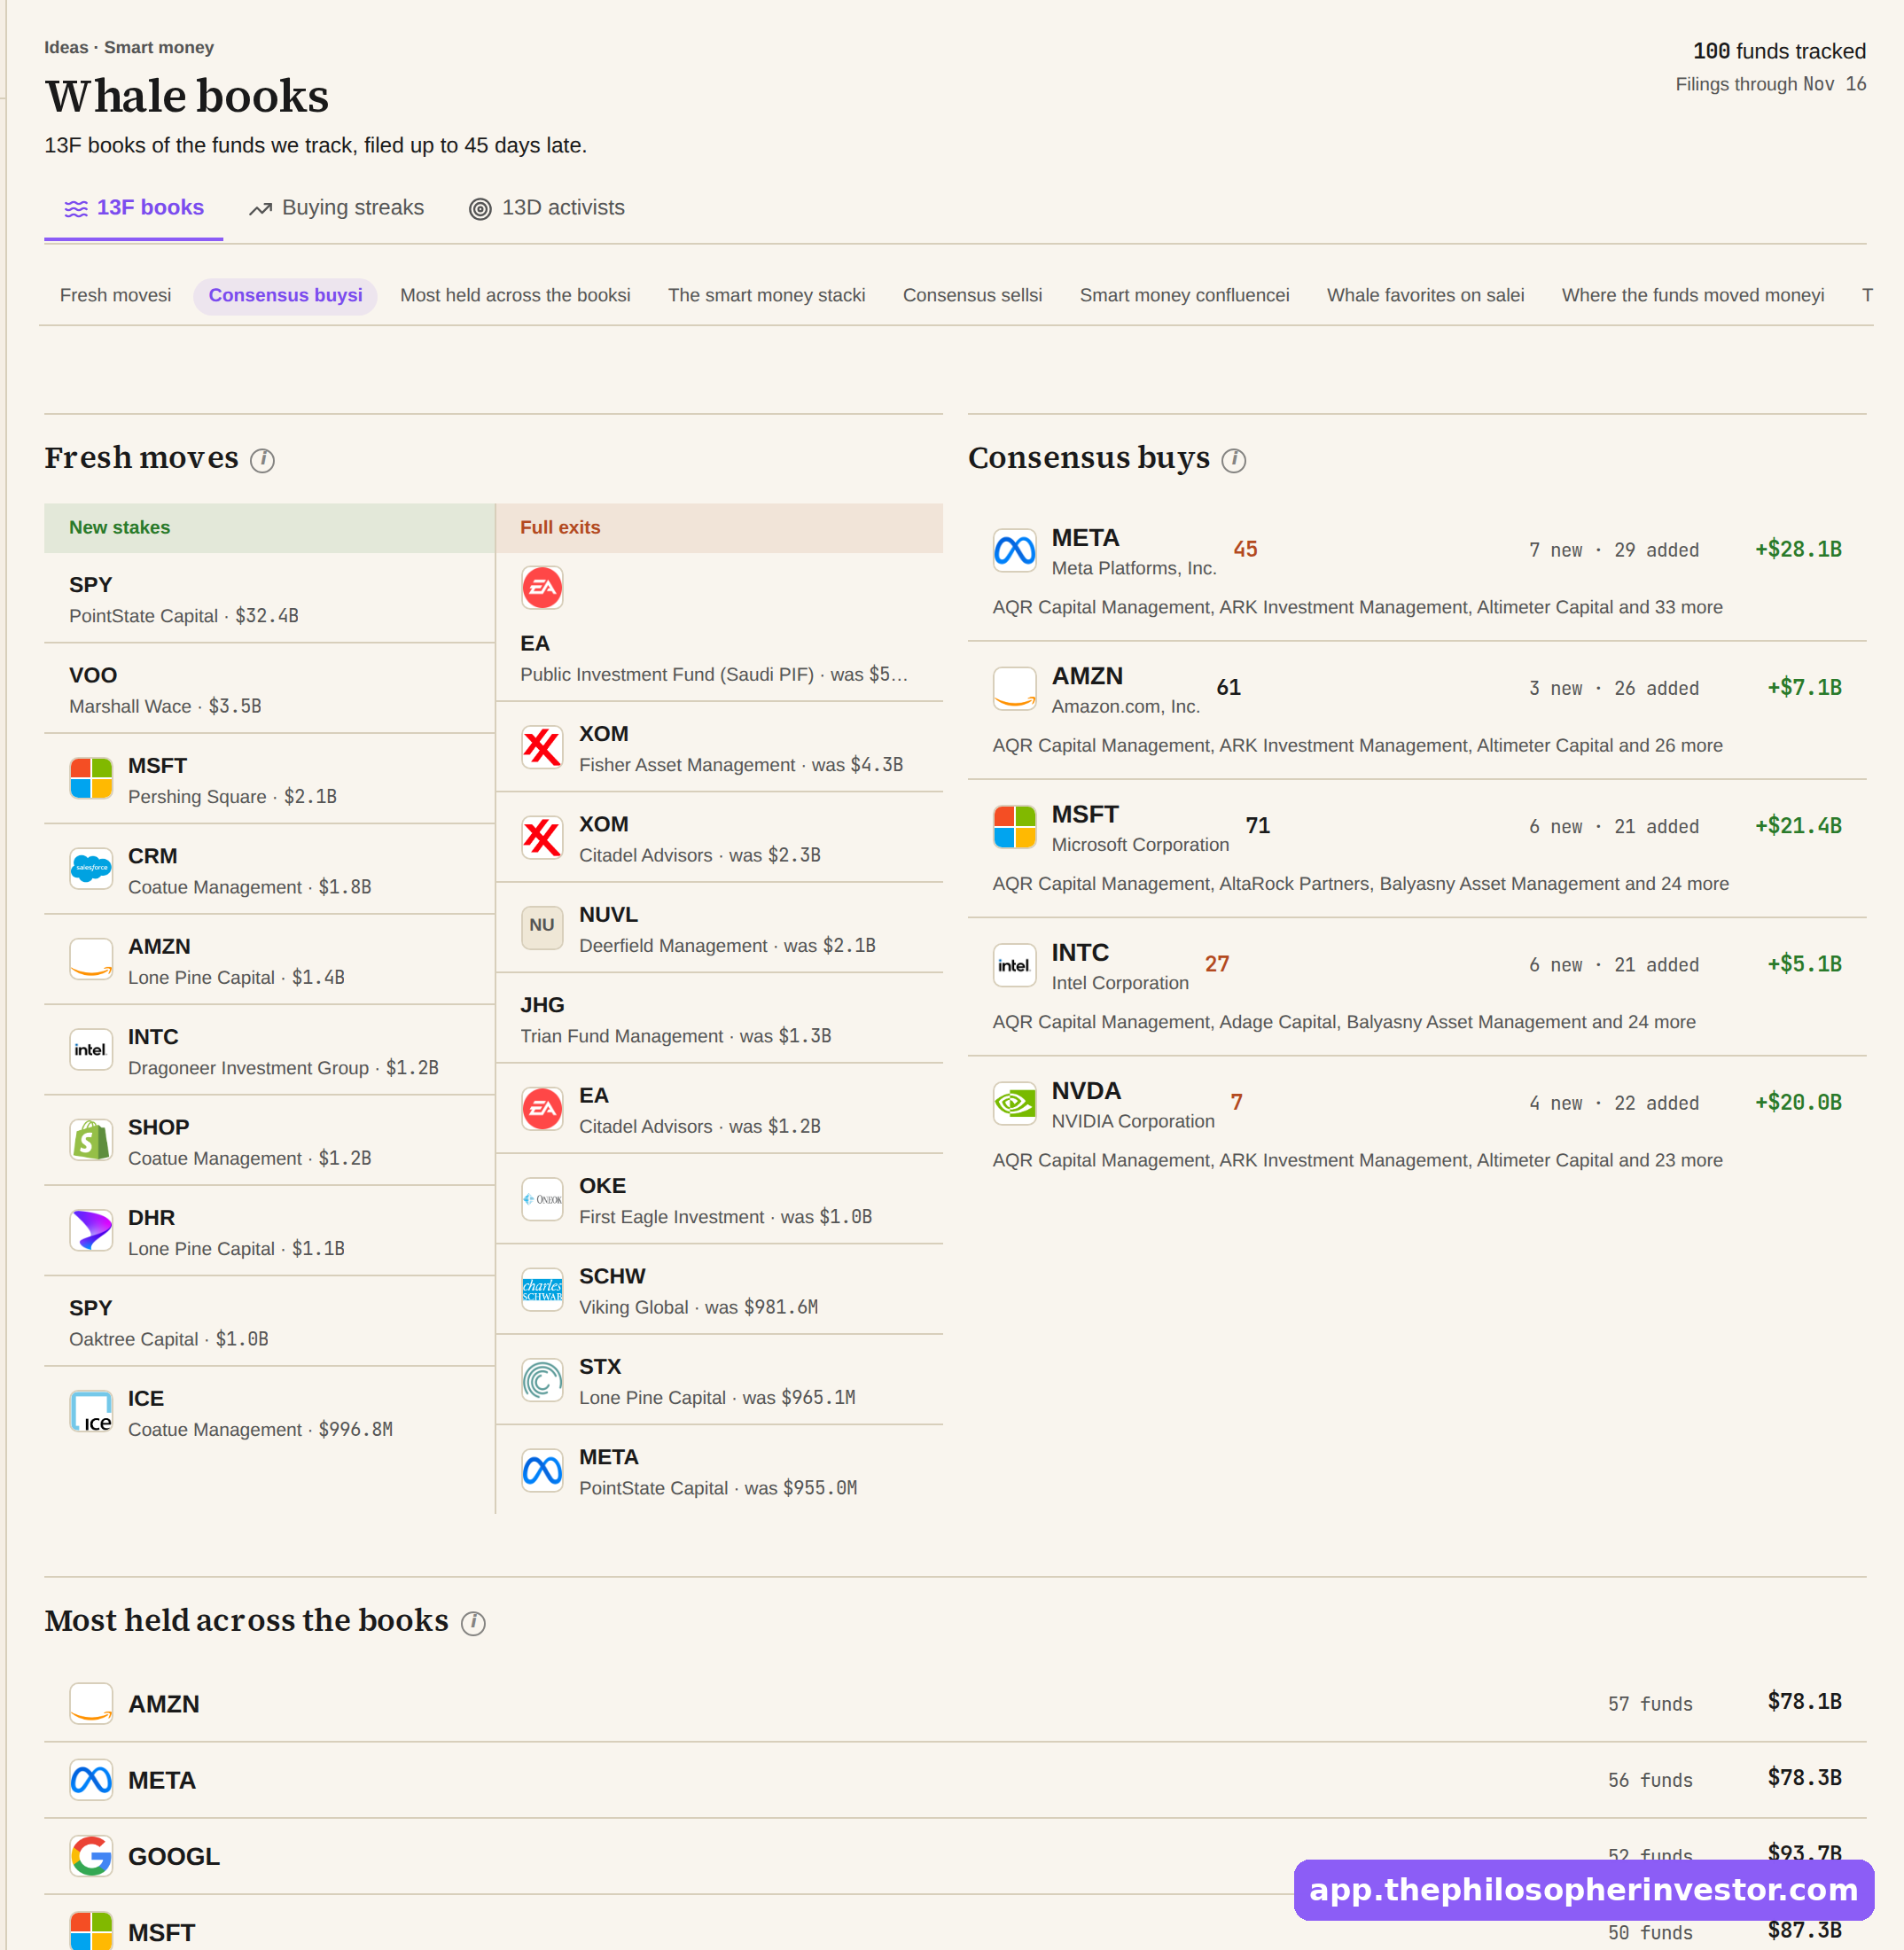 Ideas · Smart money
Whale books
13F books of the funds we track, filed up to 45 days late.
100 funds tracked
Filings through Nov 16
13F books
Buying streaks
13D activists
Fresh movesi
Consensus buysi
Most held across the booksi
The smart money stacki
Consensus sellsi
Smart money confluencei
Whale favorites on salei
Where the funds moved moneyi
T
Fresh moves i
New stakes
SPY
PointState Capital · $32.4B
VOO
Marshall Wace · $3.5B
MSFT
Pershing Square · $2.1B
salesforce
CRM
Coatue Management · $1.8B
AMZN
Lone Pine Capital · $1.4B
intel
INTC
Dragoneer Investment Group · $1.2B
SHOP
Coatue Management · $1.2B
DHR
Lone Pine Capital · $1.1B
SPY
Oaktree Capital · $1.0B
ICE
ICE
Coatue Management · $996.8M
Full exits
EA
EA
Public Investment Fund (Saudi PIF) · was $5…
XOM
Fisher Asset Management · was $4.3B
XOM
Citadel Advisors · was $2.3B
NU
NUVL
Deerfield Management · was $2.1B
JHG
Trian Fund Management · was $1.3B
EA
EA
Citadel Advisors · was $1.2B
ONEOK
OKE
First Eagle Investment · was $1.0B
charles
SCHWAB
SCHW
Viking Global · was $981.6M
STX
Lone Pine Capital · was $965.1M
META
PointState Capital · was $955.0M
Consensus buys i
META
Meta Platforms, Inc.
45
7 new · 29 added
+$28.1B
AQR Capital Management, ARK Investment Management, Altimeter Capital and 33 more
AMZN
Amazon.com, Inc.
61
3 new · 26 added
+$7.1B
AQR Capital Management, ARK Investment Management, Altimeter Capital and 26 more
MSFT
Microsoft Corporation
71
6 new · 21 added
+$21.4B
AQR Capital Management, AltaRock Partners, Balyasny Asset Management and 24 more
intel
INTC
Intel Corporation
27
6 new · 21 added
+$5.1B
AQR Capital Management, Adage Capital, Balyasny Asset Management and 24 more
NVDA
NVIDIA Corporation
7
4 new · 22 added
+$20.0B
AQR Capital Management, ARK Investment Management, Altimeter Capital and 23 more
Most held across the books i
AMZN
57 funds
$78.1B
META
56 funds
$78.3B
GOOGL
52 funds
$93.7B
MSFT
50 funds
$87.3B
app.thephilosopherinvestor.com